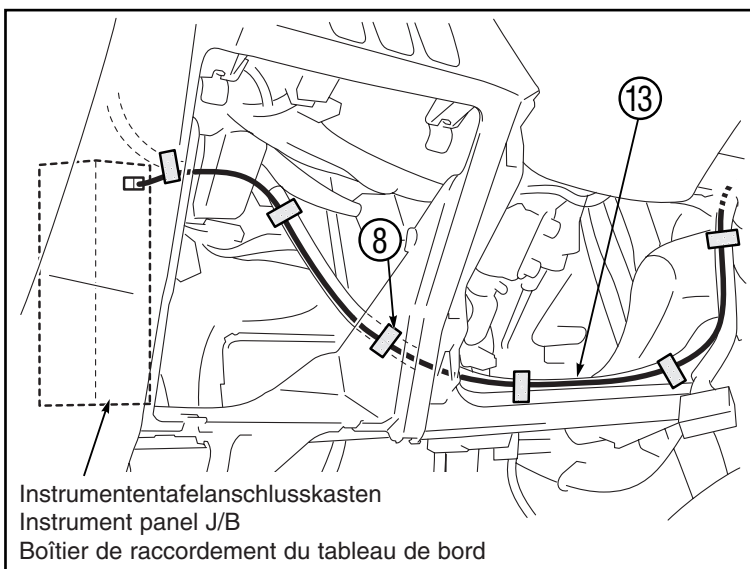 13
8
Instrumententafelanschlusskasten
Instrument panel J/B
Boîtier de raccordement du tableau de bord